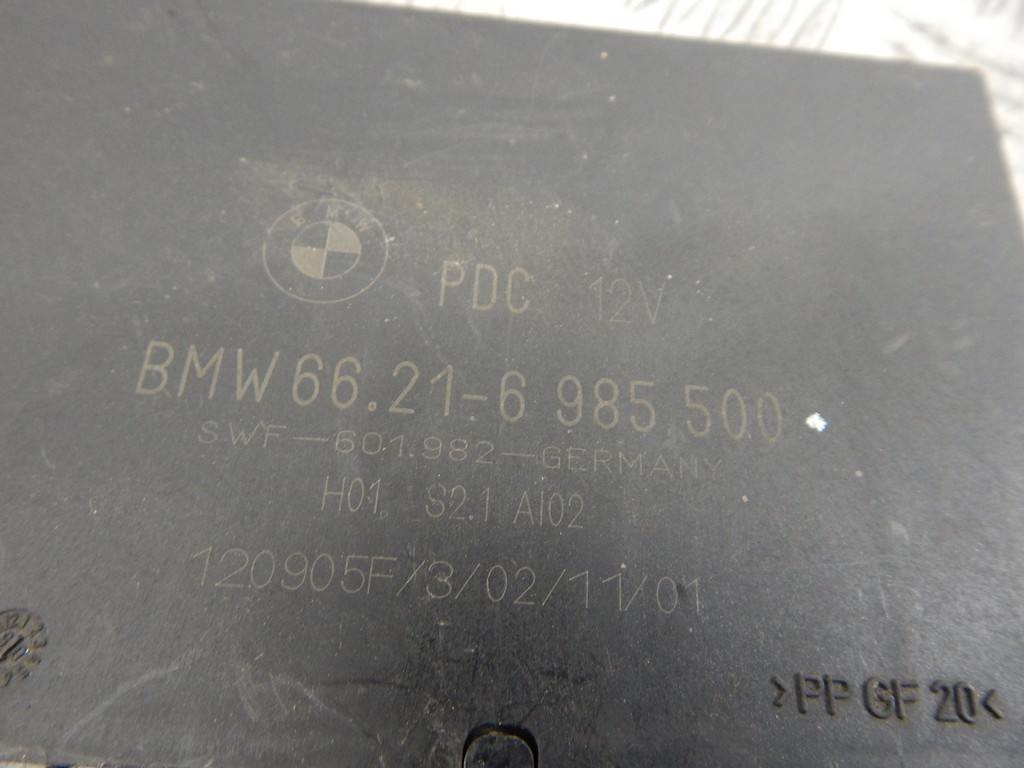 BMW
PDC 12V
BMW 66.21-6 985 500
SWF-601.982-GERMANY
H01. S2.1 AI02
120905F/3/02/11/01
>PP GF 20<